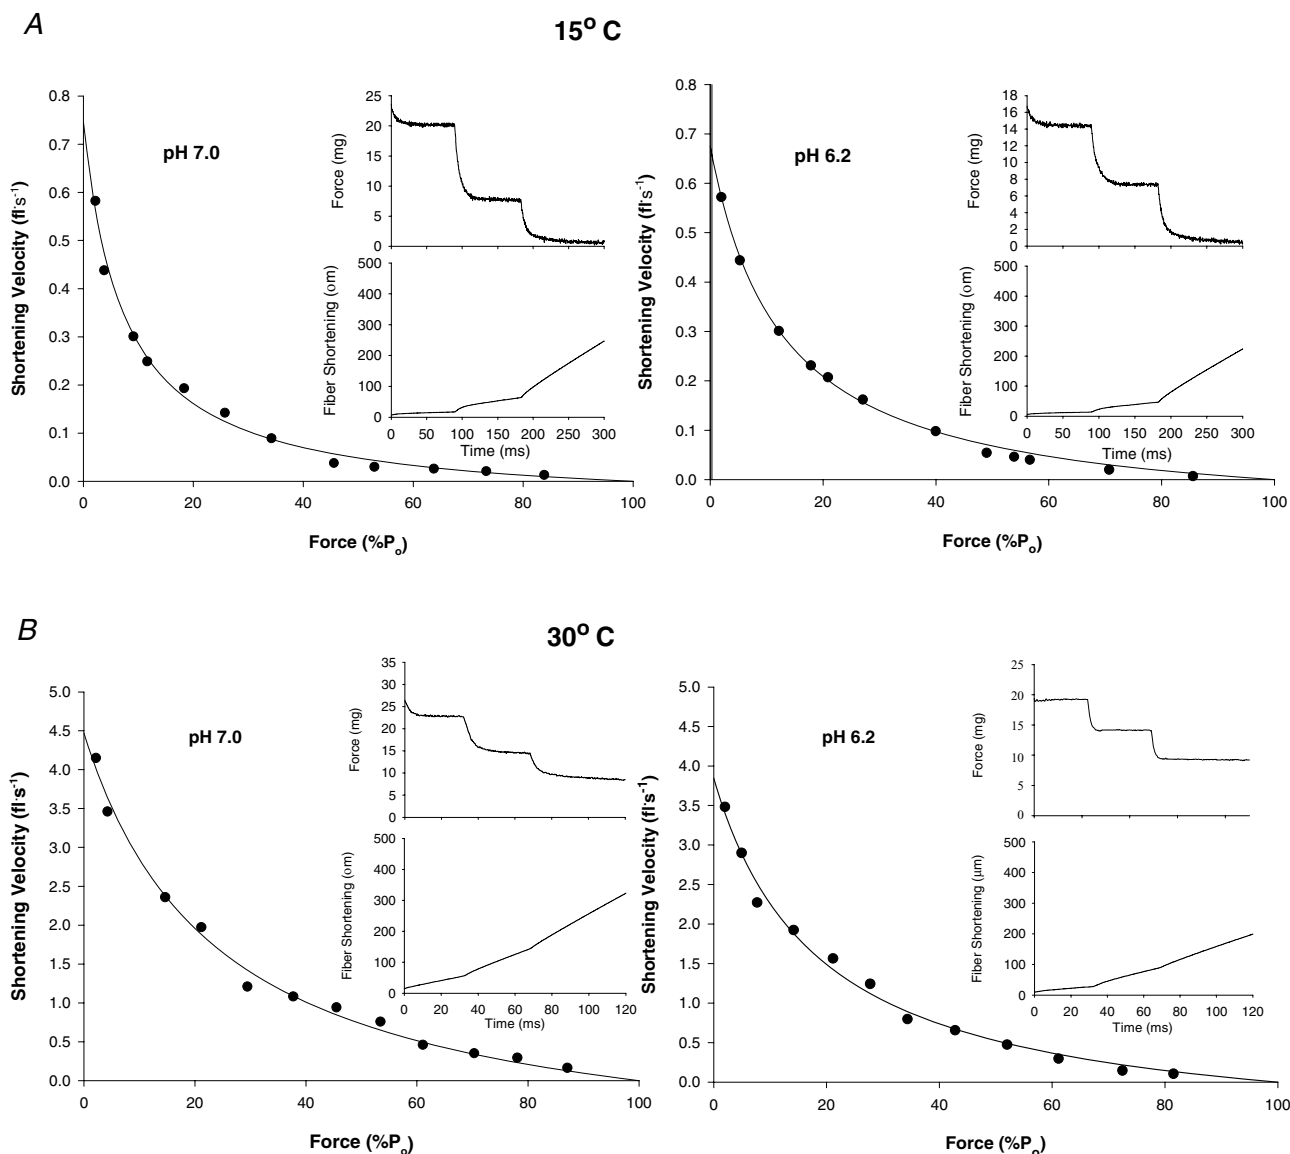 A
15° C
0.8
0.7
0.6
0.5
0.4
0.3
0.2
0.1
0.0
Shortening Velocity (fl·s⁻¹)
pH 7.0
0 20 40 60 80 100
Force (%Pₒ)
25
20
15
10
5
0
Force (mg)
500
400
300
200
100
0
Fiber Shortening (om)
0 50 100 150 200 250 300
Time (ms)
0.8
0.7
0.6
0.5
0.4
0.3
0.2
0.1
0.0
Shortening Velocity (fl·s⁻¹)
pH 6.2
0 20 40 60 80 100
Force (%Pₒ)
18
16
14
12
10
8
6
4
2
0
Force (mg)
500
400
300
200
100
0
Fiber Shortening (om)
0 50 100 150 200 250 300
Time (ms)
B
30° C
5.0
4.5
4.0
3.5
3.0
2.5
2.0
1.5
1.0
0.5
0.0
Shortening Velocity (fl·s⁻¹)
pH 7.0
0 20 40 60 80 100
Force (%Pₒ)
35
30
25
20
15
10
5
0
Force (mg)
500
400
300
200
100
0
Fiber Shortening (om)
0 20 40 60 80 100 120
Time (ms)
5.0
4.5
4.0
3.5
3.0
2.5
2.0
1.5
1.0
0.5
0.0
Shortening Velocity (fl·s⁻¹)
pH 6.2
0 20 40 60 80 100
Force (%Pₒ)
25
20
15
10
5
0
Force (mg)
500
400
300
200
100
0
Fiber Shortening (μm)
0 20 40 60 80 100 120
Time (ms)